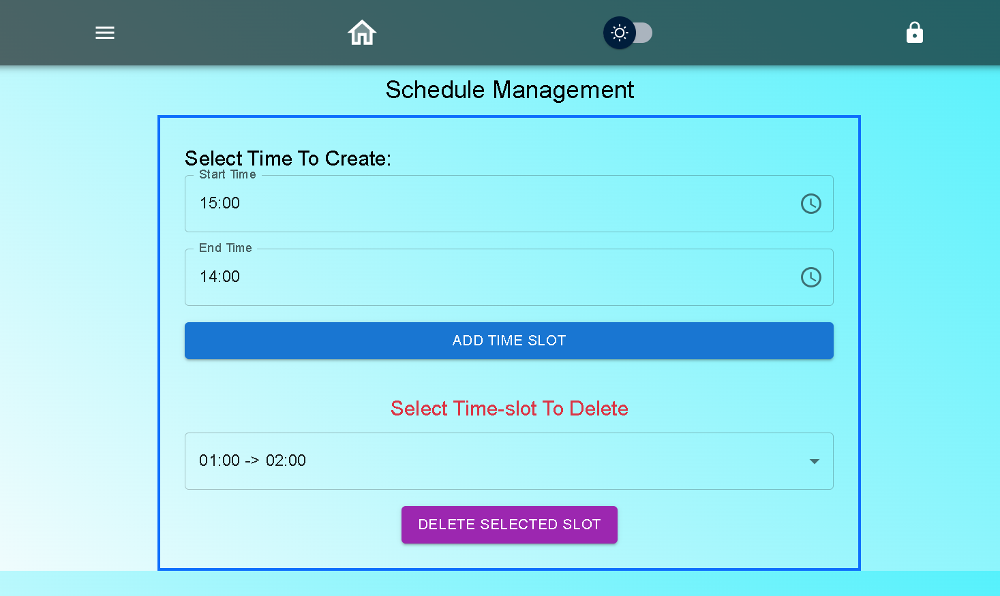 Schedule Management
Select Time To Create:
Start Time
15:00
End Time
14:00
ADD TIME SLOT
Select Time-slot To Delete
01:00 -> 02:00
DELETE SELECTED SLOT